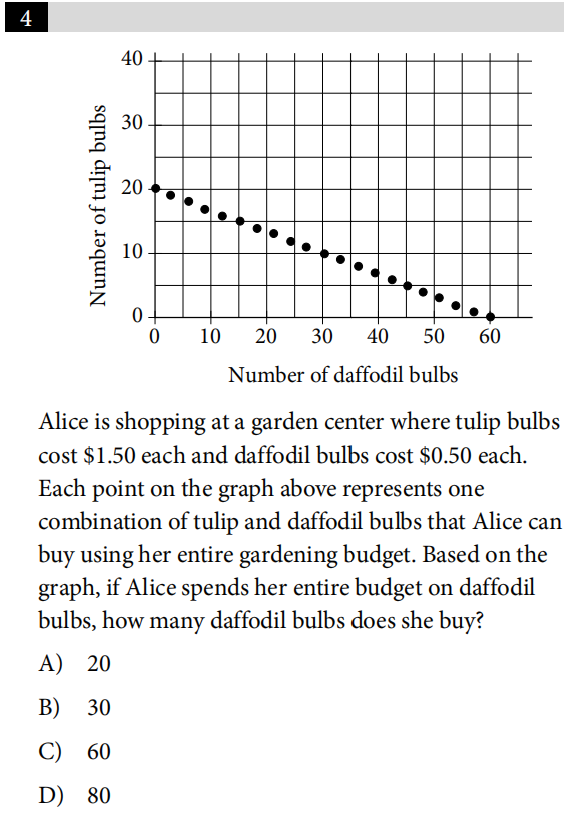 4
Number of tulip bulbs
40
30
20
10
0
0 10 20 30 40 50 60
Number of daffodil bulbs
Alice is shopping at a garden center where tulip bulbs
cost $1.50 each and daffodil bulbs cost $0.50 each.
Each point on the graph above represents one
combination of tulip and daffodil bulbs that Alice can
buy using her entire gardening budget. Based on the
graph, if Alice spends her entire budget on daffodil
bulbs, how many daffodil bulbs does she buy?
A) 20
B) 30
C) 60
D) 80